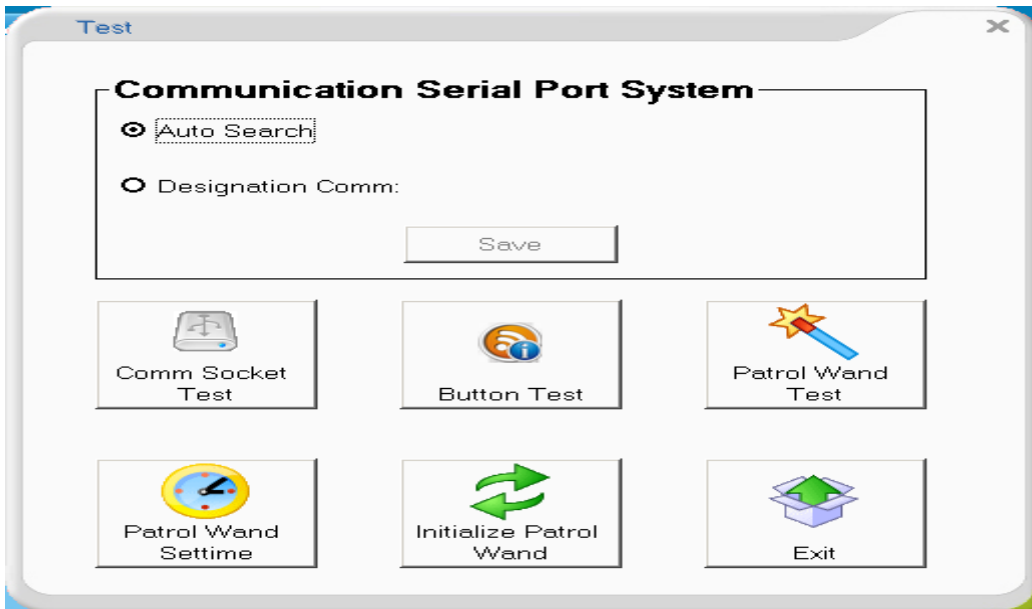 Test
Communication Serial Port System
Auto Search
Designation Comm:
Save
Comm Socket
Test
Button Test
Patrol Wand
Test
Patrol Wand
Settime
Initialize Patrol
Wand
Exit